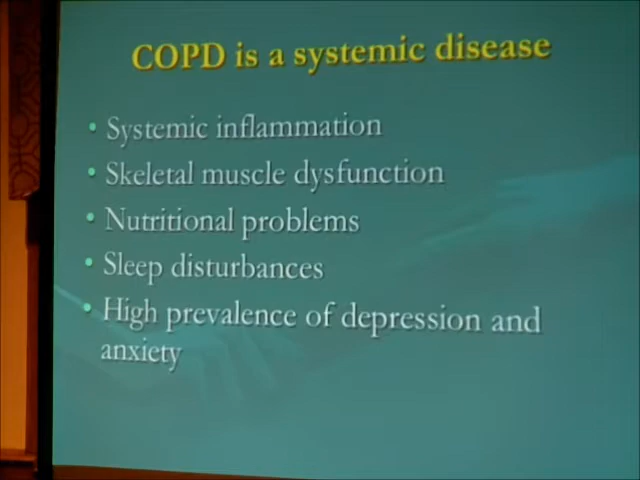 COPD is a systemic disease
• Systemic inflammation
• Skeletal muscle dysfunction
• Nutritional problems
• Sleep disturbances
• High prevalence of depression and
anxiety